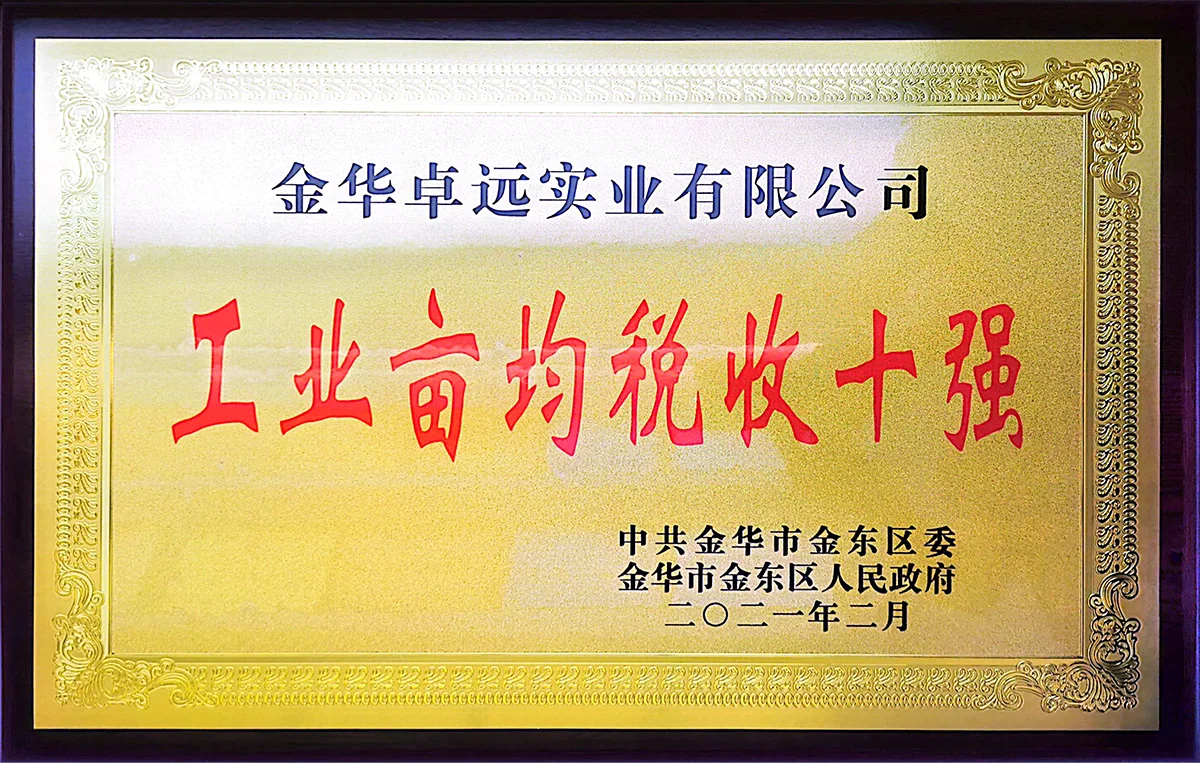 金华卓远实业有限公司
工业亩均税收十强
中共金华市金东区委
金华市金东区人民政府
二〇二一年二月